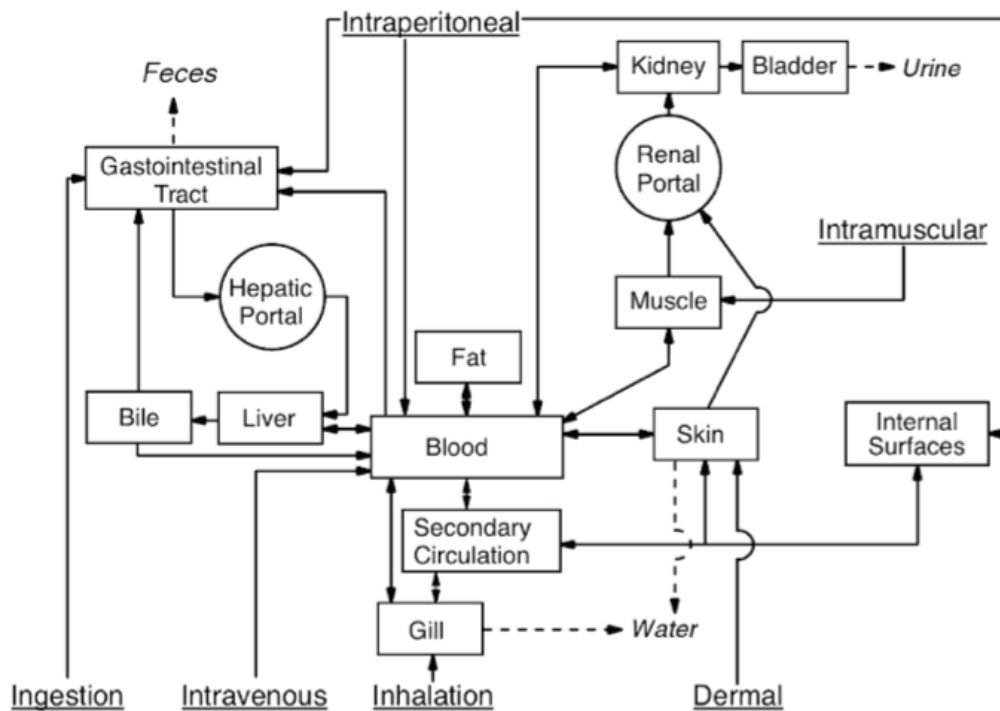 Intraperitoneal
Feces
Kidney
Bladder
Urine
Gastointestinal
Tract
Renal
Portal
Intramuscular
Hepatic
Portal
Muscle
Fat
Bile
Liver
Blood
Skin
Internal
Surfaces
Secondary
Circulation
Gill
Water
Ingestion
Intravenous
Inhalation
Dermal